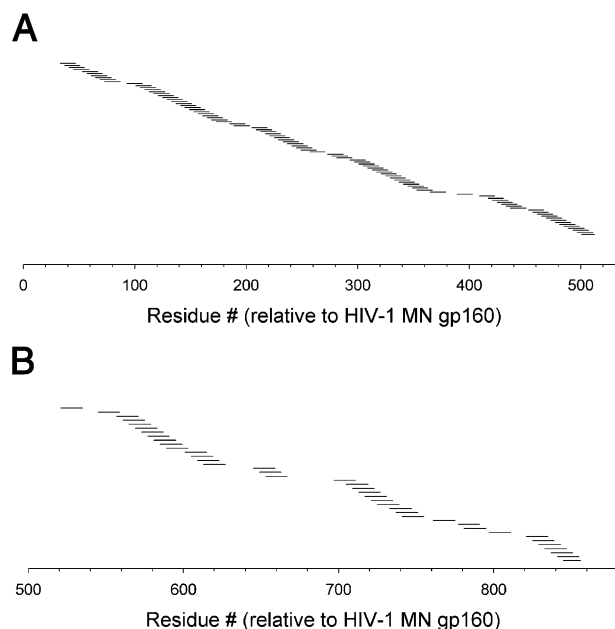 A
0 100 200 300 400 500
Residue # (relative to HIV-1 MN gp160)
B
500 600 700 800
Residue # (relative to HIV-1 MN gp160)